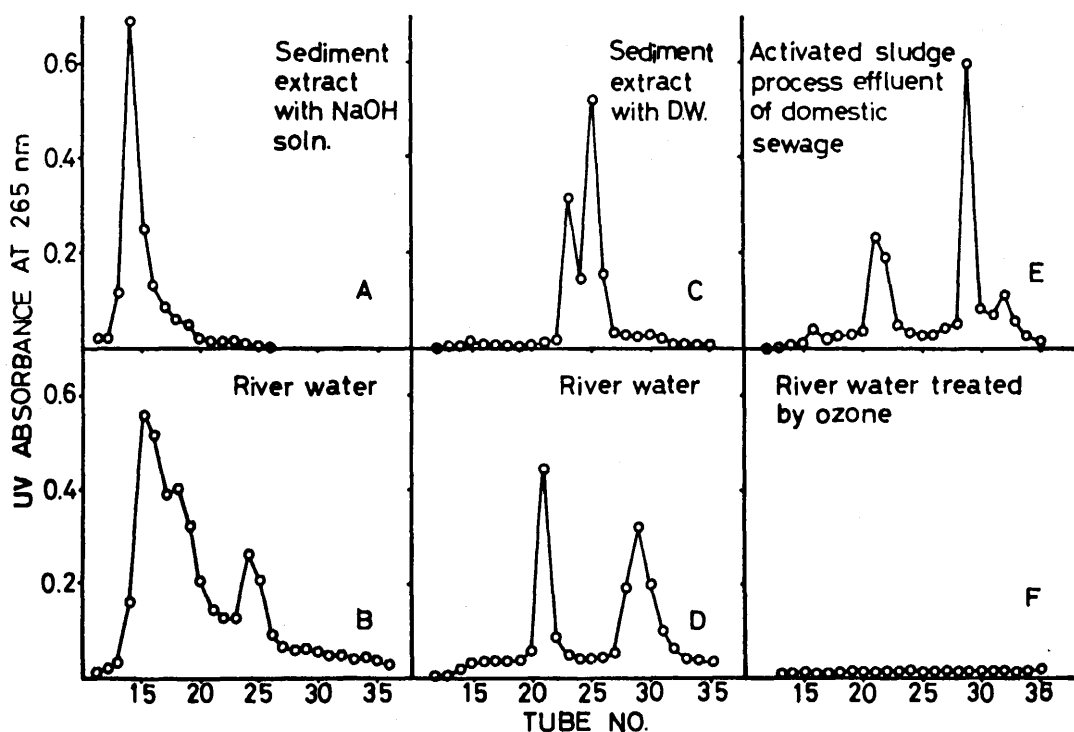 UV ABSORBANCE AT 265 nm
0.6
0.4
0.2
Sediment
extract
with NaOH
soln.
A
Sediment
extract
with D.W.
C
Activated sludge
process effluent
of domestic
sewage
E
0.6
0.4
0.2
River water
B
River water
D
River water treated
by ozone
F
15 20 25 30 35
15 20 25 30 35
15 20 25 30 35
TUBE NO.